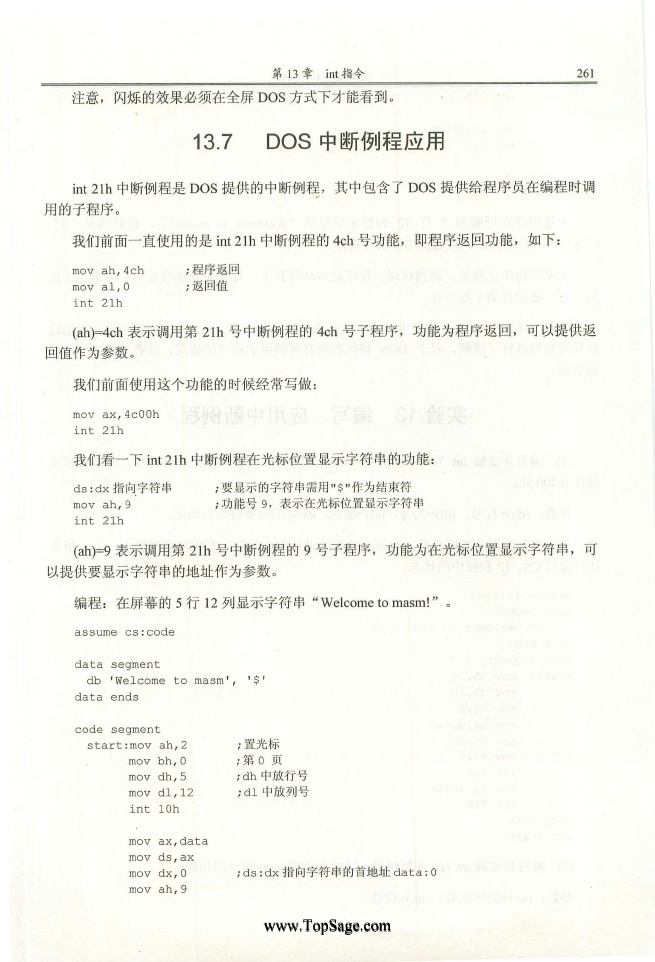 第 13 章 int 指令 261
注意，闪烁的效果必须在全屏 DOS 方式下才能看到。
13.7 DOS 中断例程应用
int 21h 中断例程是 DOS 提供的中断例程，其中包含了 DOS 提供给程序员在编程时调
用的子程序。
我们前面一直使用的是 int 21h 中断例程的 4ch 号功能，即程序返回功能，如下：
mov ah,4ch ;程序返回
mov al,0 ;返回值
int 21h
(ah)=4ch 表示调用第 21h 号中断例程的 4ch 号子程序，功能为程序返回，可以提供返
回值作为参数。
我们前面使用这个功能的时候经常写做：
mov ax,4c00h
int 21h
我们看一下 int 21h 中断例程在光标位置显示字符串的功能：
ds:dx 指向字符串 ;要显示的字符串需用"$"作为结束符
mov ah,9 ;功能号 9，表示在光标位置显示字符串
int 21h
(ah)=9 表示调用第 21h 号中断例程的 9 号子程序，功能为在光标位置显示字符串，可
以提供要显示字符串的地址作为参数。
编程：在屏幕的 5 行 12 列显示字符串“Welcome to masm!”。
assume cs:code
data segment
db 'Welcome to masm', '$'
data ends
code segment
start:mov ah,2 ;置光标
mov bh,0 ;第 0 页
mov dh,5 ;dh 中放行号
mov dl,12 ;dl 中放列号
int 10h
mov ax,data
mov ds,ax
mov dx,0 ;ds:dx 指向字符串的首地址 data:0
mov ah,9
www.TopSage.com